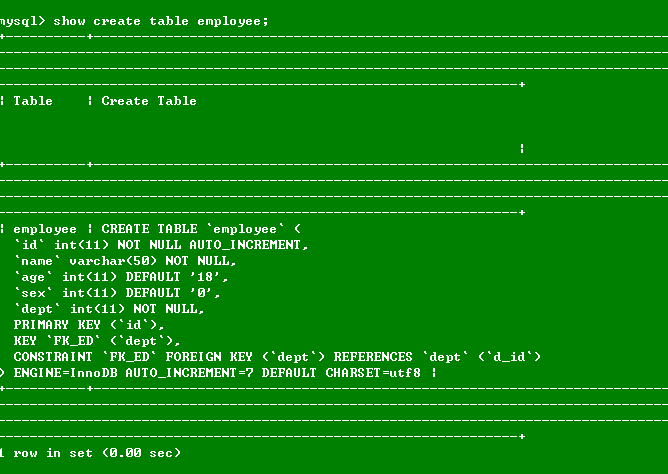 mysql> show create table employee;
+----------+--------------------------------------------------------------------
--------------------------------------------------------------------------------
--------------------------------------------------------------------------------
-----------------------------------------------------------------+
| Table    | Create Table
|
+----------+--------------------------------------------------------------------
--------------------------------------------------------------------------------
--------------------------------------------------------------------------------
-----------------------------------------------------------------+
| employee | CREATE TABLE `employee` (
`id` int(11) NOT NULL AUTO_INCREMENT,
`name` varchar(50) NOT NULL,
`age` int(11) DEFAULT '18',
`sex` int(11) DEFAULT '0',
`dept` int(11) NOT NULL,
PRIMARY KEY (`id`),
KEY `FK_ED` (`dept`),
CONSTRAINT `FK_ED` FOREIGN KEY (`dept`) REFERENCES `dept` (`d_id`)
) ENGINE=InnoDB AUTO_INCREMENT=7 DEFAULT CHARSET=utf8 |
+----------+--------------------------------------------------------------------
--------------------------------------------------------------------------------
--------------------------------------------------------------------------------
-----------------------------------------------------------------+
1 row in set (0.00 sec)